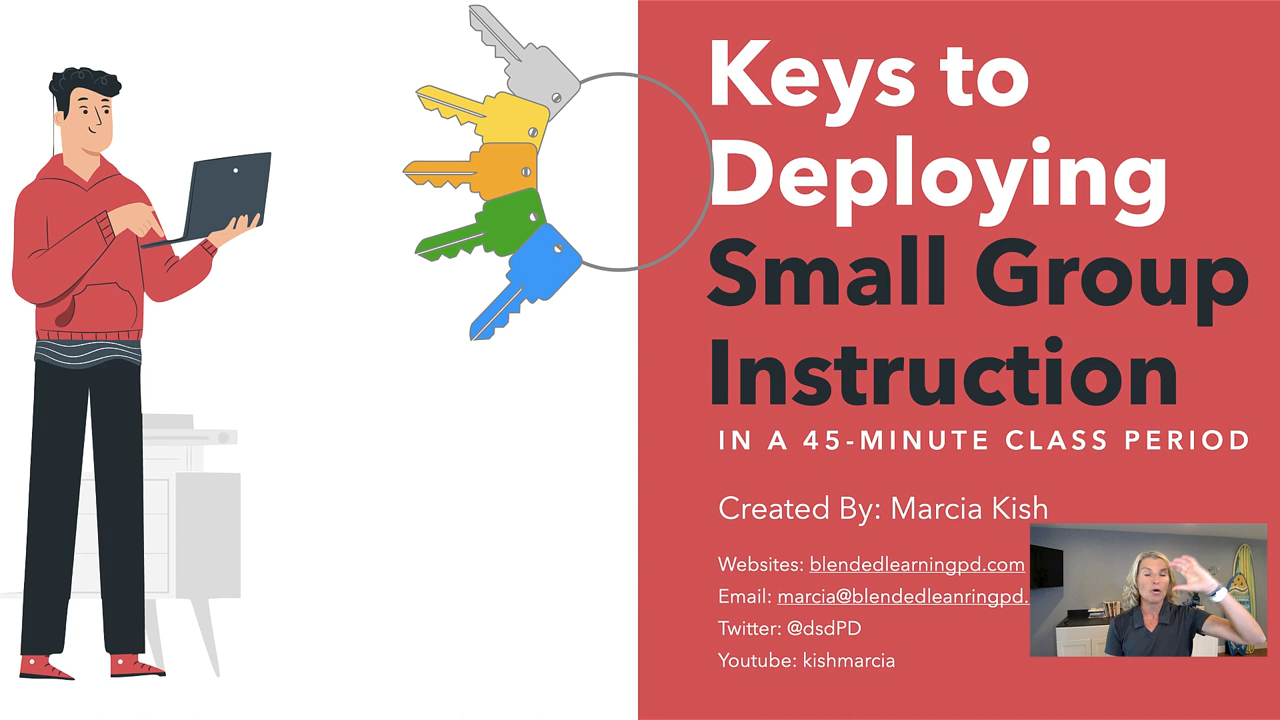 Keys to
Deploying
Small Group
Instruction
IN A 45-MINUTE CLASS PERIOD
Created By: Marcia Kish
Websites: blendedlearningpd.com
Email: marcia@blendedleanringpd.
Twitter: @dsdPD
Youtube: kishmarcia